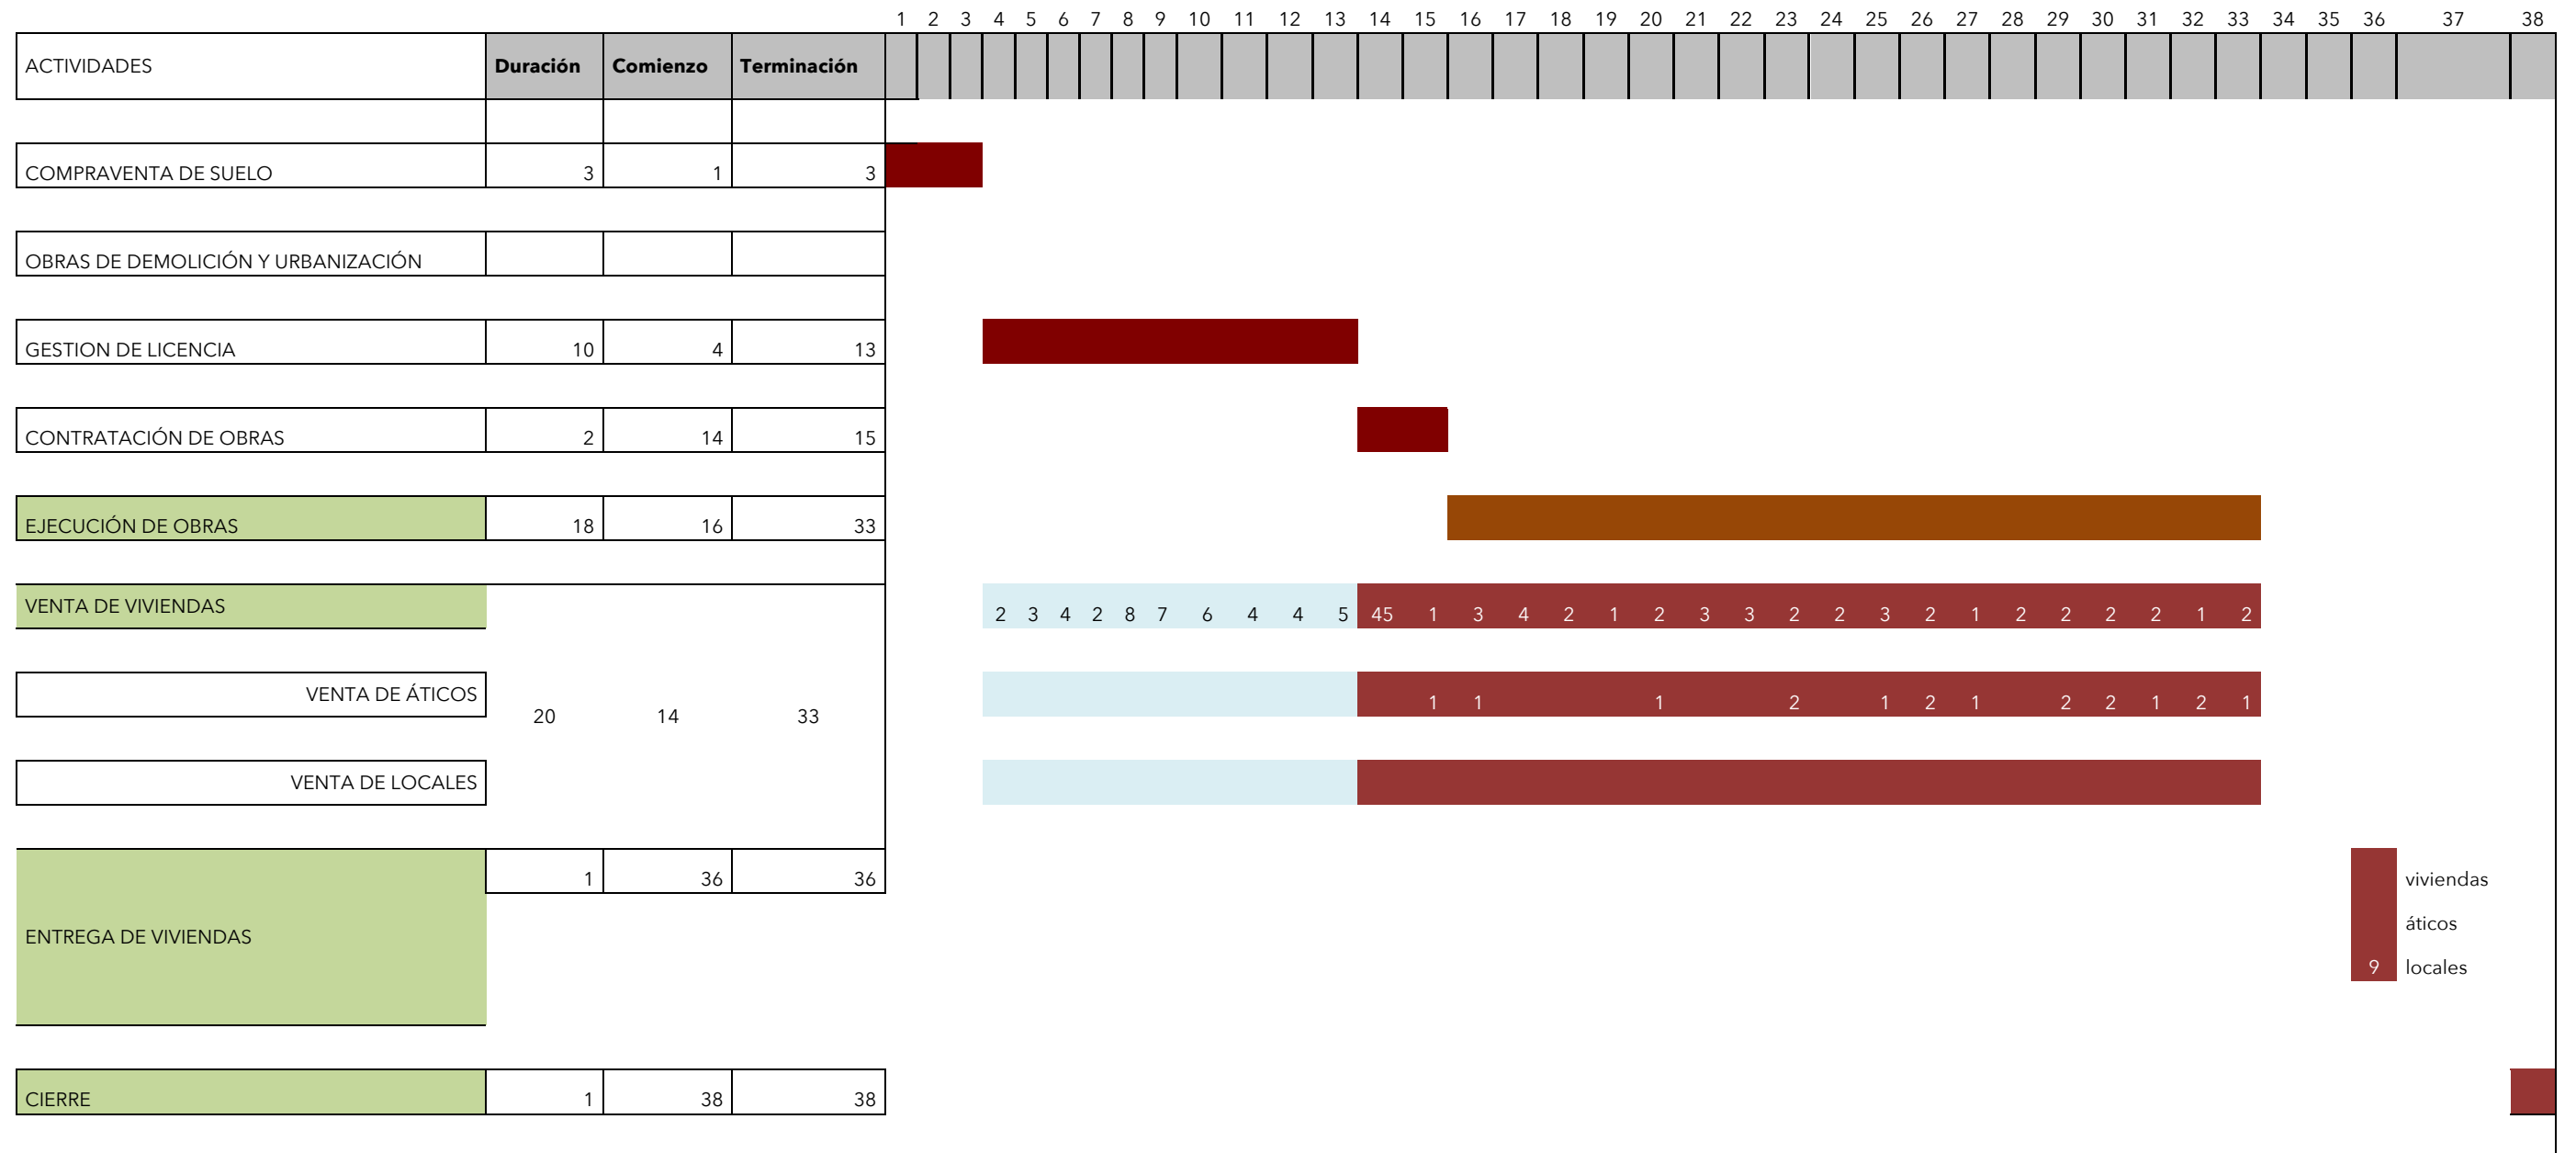 1 2 3 4 5 6 7 8 9 10 11 12 13 14 15 16 17 18 19 20 21 22 23 24 25 26 27 28 29 30 31 32 33 34 35 36 37 38
ACTIVIDADES Duración Comienzo Terminación
COMPRAVENTA DE SUELO 3 1 3
OBRAS DE DEMOLICIÓN Y URBANIZACIÓN
GESTION DE LICENCIA 10 4 13
CONTRATACIÓN DE OBRAS 2 14 15
EJECUCIÓN DE OBRAS 18 16 33
VENTA DE VIVIENDAS 2 3 4 2 8 7 6 4 4 5 45 1 3 4 2 1 2 3 3 2 2 3 2 1 2 2 2 2 1 2
VENTA DE ÁTICOS 1 1 1 2 1 2 1 2 2 1 2 1
20 14 33
VENTA DE LOCALES
1 36 36 viviendas
áticos
ENTREGA DE VIVIENDAS
9 locales
CIERRE 1 38 38